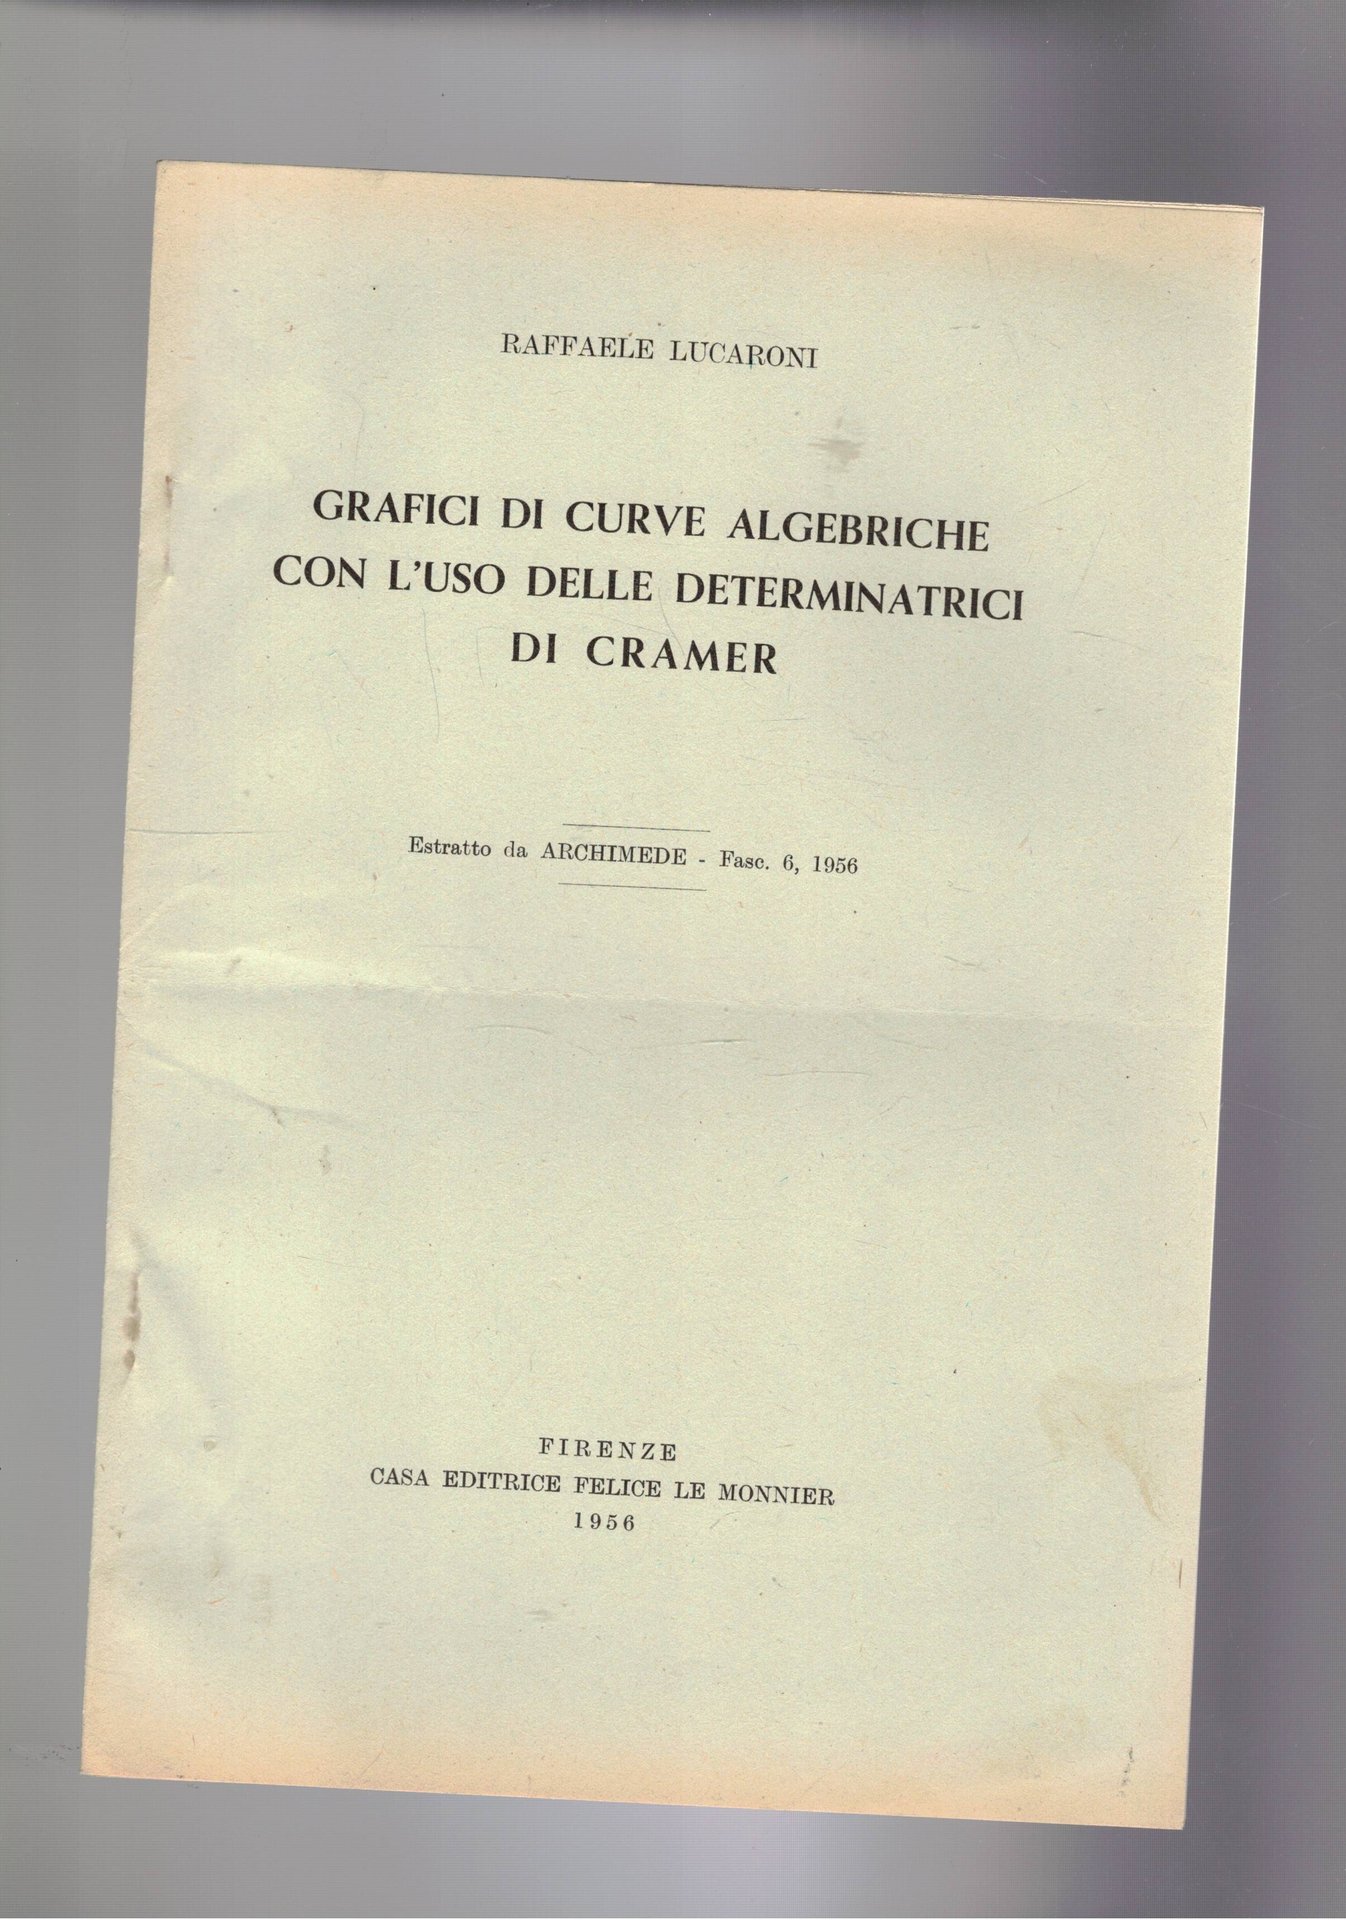 RAFFAELE LUCARONI
GRAFICI DI CURVE ALGEBRICHE
CON L'USO DELLE DETERMINATRICI
DI CRAMER
Estratto da ARCHIMEDE - Fasc. 6, 1956
FIRENZE
CASA EDITRICE FELICE LE MONNIER
1956